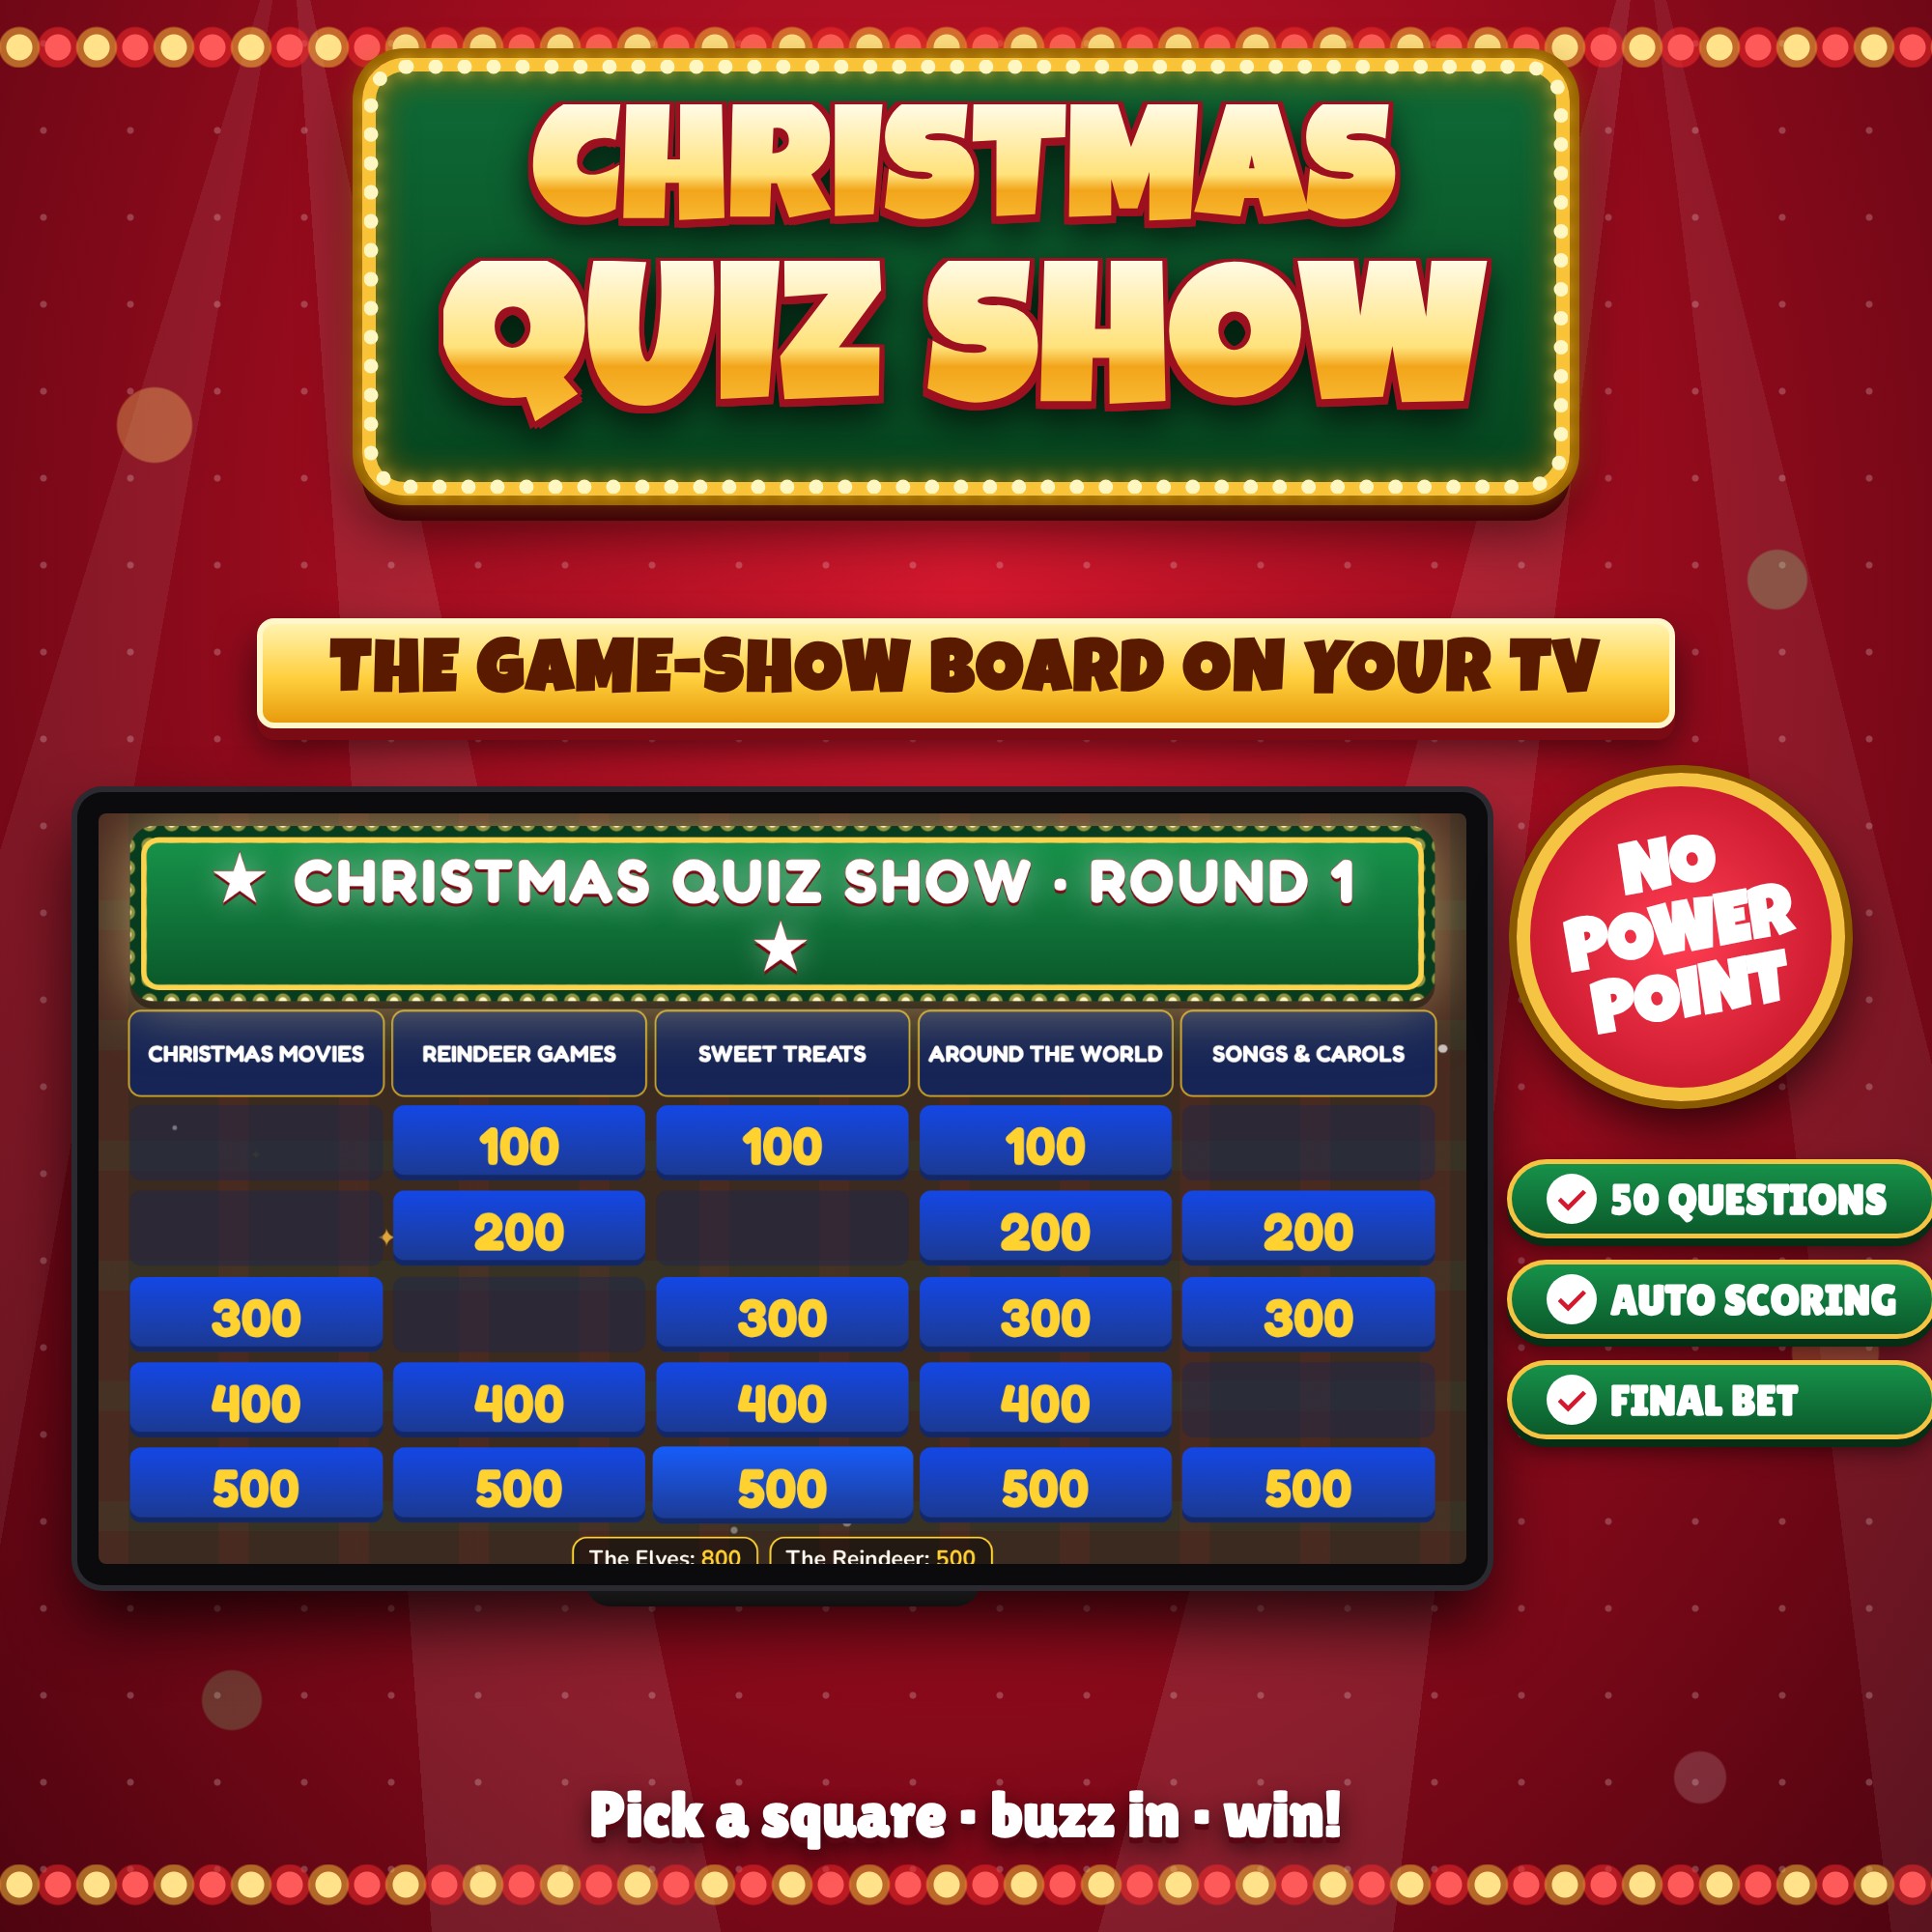 CHRISTMAS
QUIZ SHOW
THE GAME-SHOW BOARD ON YOUR TV
★ CHRISTMAS QUIZ SHOW · ROUND 1
★
CHRISTMAS MOVIES REINDEER GAMES SWEET TREATS AROUND THE WORLD SONGS & CAROLS
100 100 100
200 200 200
300 300 300 300
400 400 400 400
500 500 500 500 500
The Elves: 800 The Reindeer: 500
NO
POWER
POINT
50 QUESTIONS
AUTO SCORING
FINAL BET
Pick a square · buzz in · win!